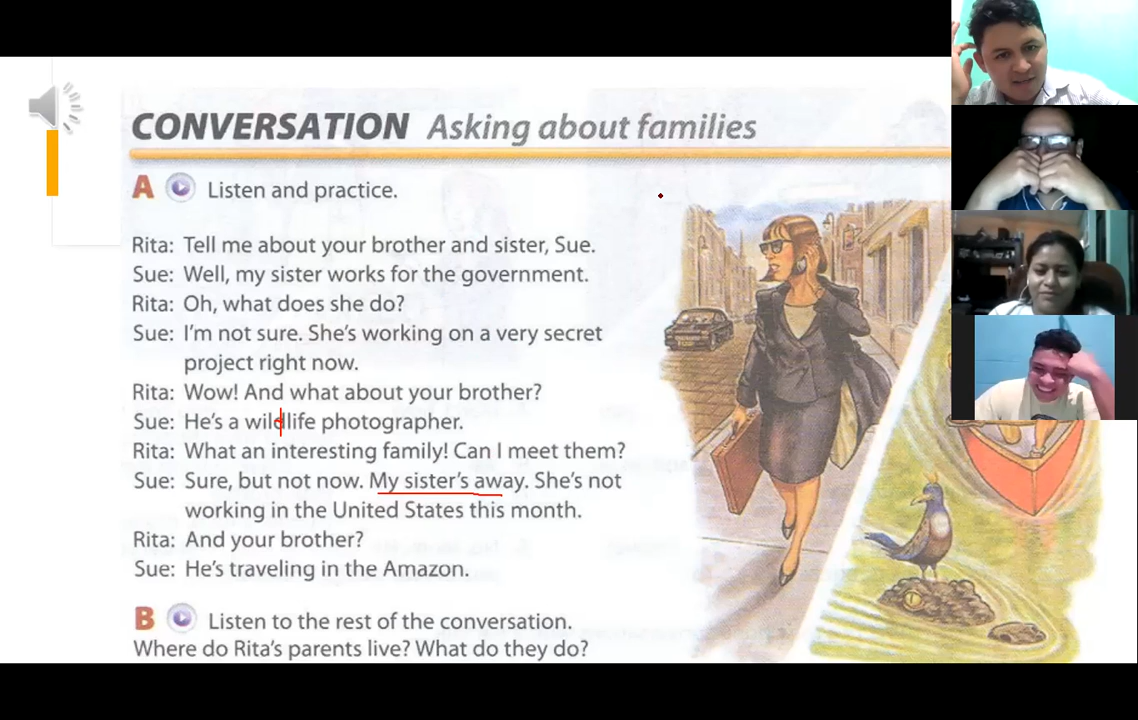 CONVERSATION Asking about families
A Listen and practice.
Rita: Tell me about your brother and sister, Sue.
Sue: Well, my sister works for the government.
Rita: Oh, what does she do?
Sue: I'm not sure. She's working on a very secret
project right now.
Rita: Wow! And what about your brother?
Sue: He's a wildlife photographer.
Rita: What an interesting family! Can I meet them?
Sue: Sure, but not now. My sister's away. She's not
working in the United States this month.
Rita: And your brother?
Sue: He's traveling in the Amazon.
B Listen to the rest of the conversation.
Where do Rita's parents live? What do they do?